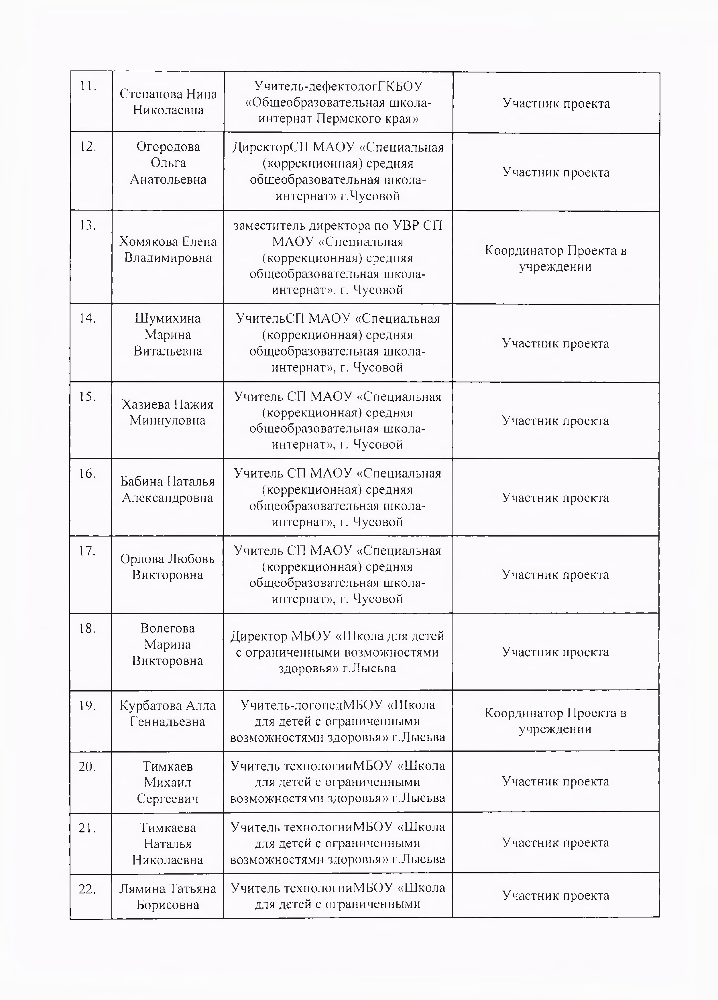 11.
Степанова Нина
Николаевна
Учитель-дефектологГКБОУ
«Общеобразовательная школа-
интернат Пермского края»
Участник проекта
12.
Огородова
Ольга
Анатольевна
ДиректорСП МАОУ «Специальная
(коррекционная) средняя
общеобразовательная школа-
интернат» г.Чусовой
Участник проекта
13.
Хомякова Елена
Владимировна
заместитель директора по УВР СП
МАОУ «Специальная
(коррекционная) средняя
общеобразовательная школа-
интернат», г. Чусовой
Координатор Проекта в
учреждении
14.
Шумихина
Марина
Витальевна
УчительСП МАОУ «Специальная
(коррекционная) средняя
общеобразовательная школа-
интернат», г. Чусовой
Участник проекта
15.
Хазиева Нажия
Миннуловна
Учитель СП МАОУ «Специальная
(коррекционная) средняя
общеобразовательная школа-
интернат», г. Чусовой
Участник проекта
16.
Бабина Наталья
Александровна
Учитель СП МАОУ «Специальная
(коррекционная) средняя
общеобразовательная школа-
интернат», г. Чусовой
Участник проекта
17.
Орлова Любовь
Викторовна
Учитель СП МАОУ «Специальная
(коррекционная) средняя
общеобразовательная школа-
интернат», г. Чусовой
Участник проекта
18.
Волегова
Марина
Викторовна
Директор МБОУ «Школа для детей
с ограниченными возможностями
здоровья» г.Лысьва
Участник проекта
19.
Курбатова Алла
Геннадьевна
Учитель-логопедМБОУ «Школа
для детей с ограниченными
возможностями здоровья» г.Лысьва
Координатор Проекта в
учреждении
20.
Тимкаев
Михаил
Сергеевич
Учитель технологииМБОУ «Школа
для детей с ограниченными
возможностями здоровья» г.Лысьва
Участник проекта
21.
Тимкаева
Наталья
Николаевна
Учитель технологииМБОУ «Школа
для детей с ограниченными
возможностями здоровья» г.Лысьва
Участник проекта
22.
Лямина Татьяна
Борисовна
Учитель технологииМБОУ «Школа
для детей с ограниченными
Участник проекта